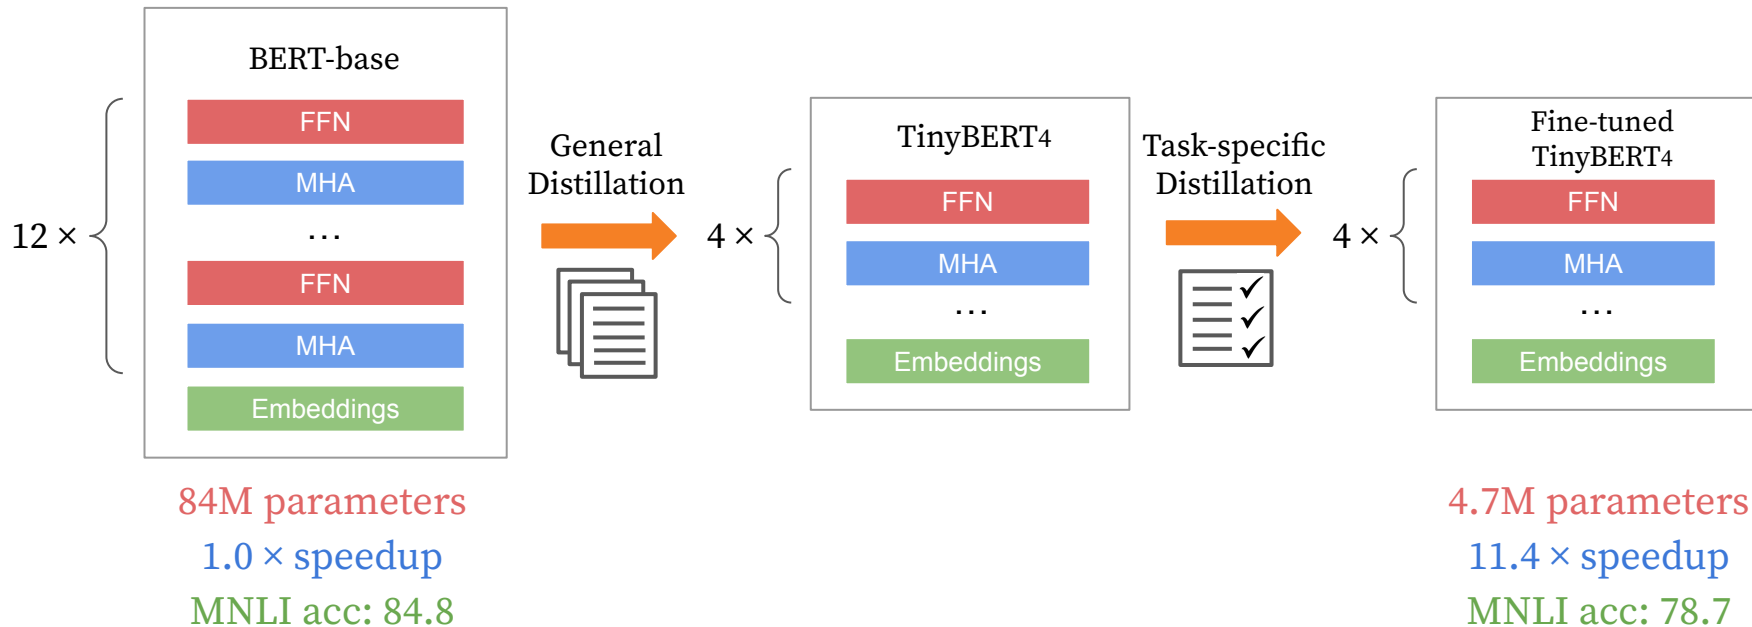 BERT-base
12 ×
FFN
MHA
...
FFN
MHA
Embeddings
84M parameters
1.0 × speedup
MNLI acc: 84.8
General
Distillation
TinyBERT4
4 ×
FFN
MHA
...
Embeddings
Task-specific
Distillation
Fine-tuned
TinyBERT4
4 ×
FFN
MHA
...
Embeddings
4.7M parameters
11.4 × speedup
MNLI acc: 78.7